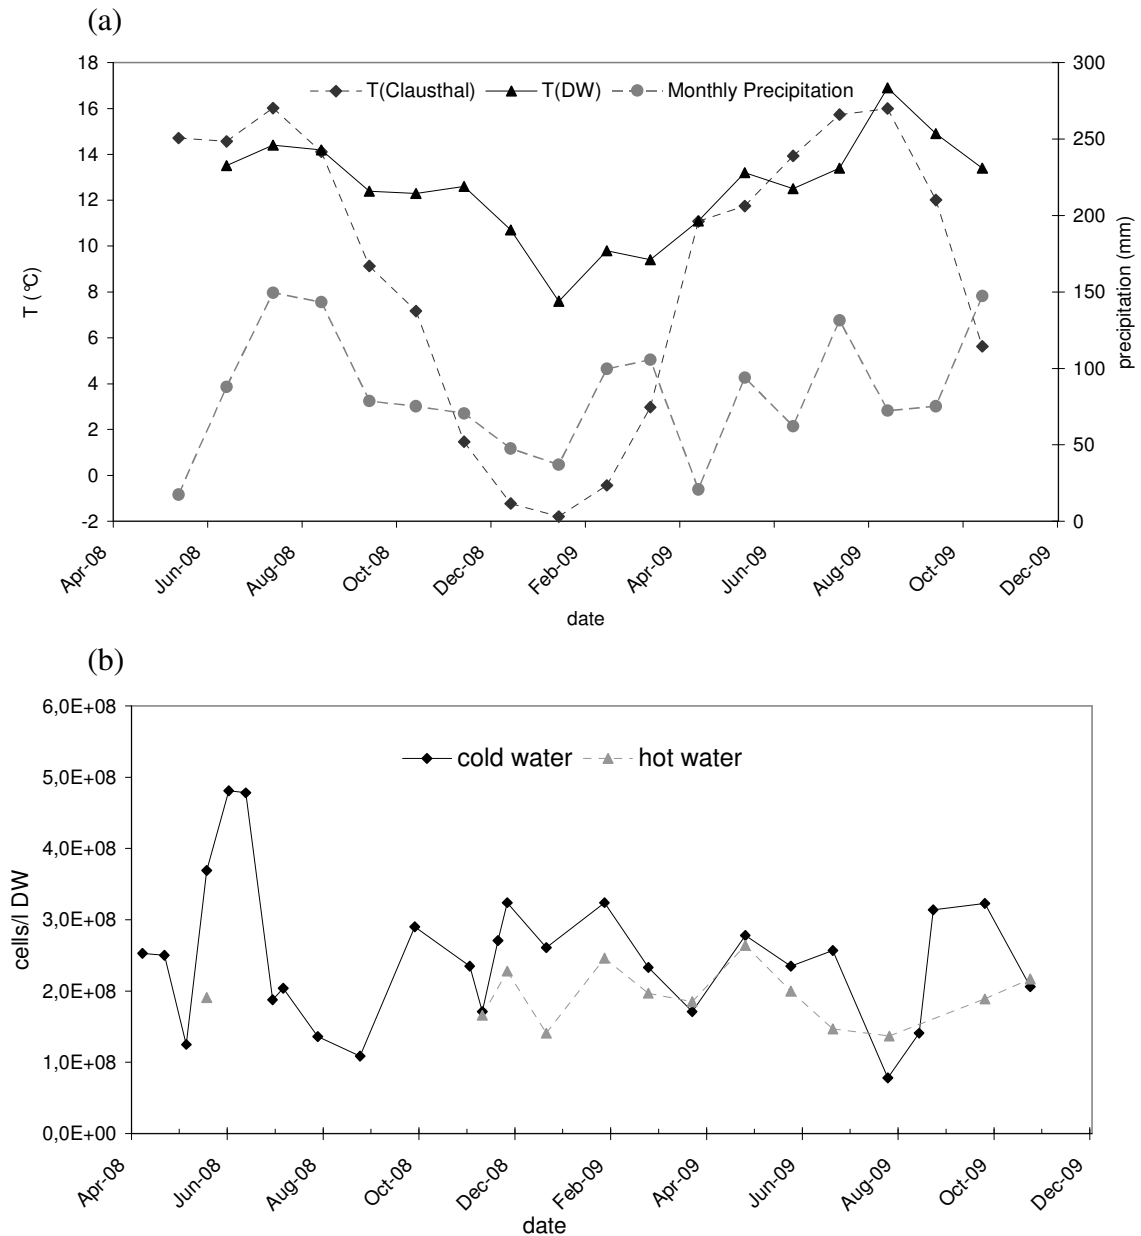 (a)
T(Clausthal) T(DW) Monthly Precipitation
18
16
14
12
10
8
6
4
2
0
-2
T (°C)
300
250
200
150
100
50
0
precipitation (mm)
Apr-08 Jun-08 Aug-08 Oct-08 Dec-08 Feb-09 Apr-09 Jun-09 Aug-09 Oct-09 Dec-09
date
(b)
cold water hot water
6,0E+08
5,0E+08
4,0E+08
3,0E+08
2,0E+08
1,0E+08
0,0E+00
cells/l DW
Apr-08 Jun-08 Aug-08 Oct-08 Dec-08 Feb-09 Apr-09 Jun-09 Aug-09 Oct-09 Dec-09
date